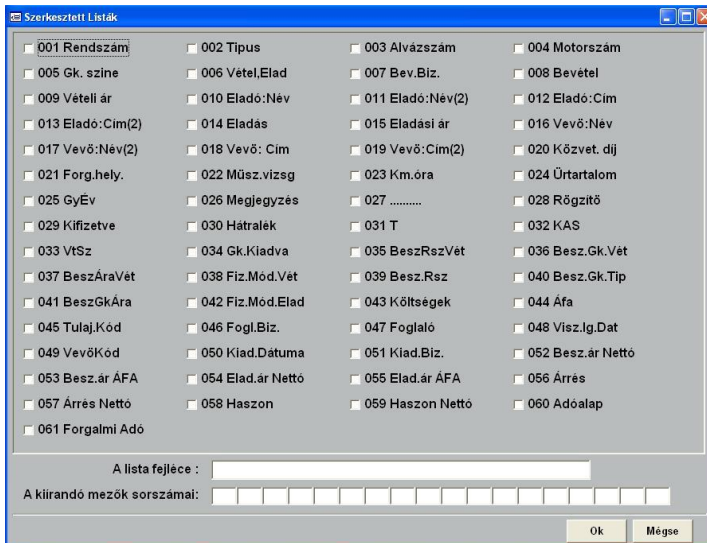 Szerkesztett Listák
001 Rendszám 002 Tipus 003 Alvázszám 004 Motorszám
005 Gk. szine 006 Vétel,Elad 007 Bev.Biz. 008 Bevétel
009 Vételi ár 010 Eladó:Név 011 Eladó:Név(2) 012 Eladó:Cím
013 Eladó:Cím(2) 014 Eladás 015 Eladási ár 016 Vevő:Név
017 Vevő:Név(2) 018 Vevő: Cím 019 Vevő:Cím(2) 020 Közvet. díj
021 Forg.hely. 022 Műsz.vizsg 023 Km.óra 024 Ürtartalom
025 GyÉv 026 Megjegyzés 027 .......... 028 Rögzítő
029 Kifizetve 030 Hátralék 031 T 032 KAS
033 VtSz 034 Gk.Kiadva 035 BeszRszVét 036 Besz.Gk.Vét
037 BeszÁraVét 038 Fiz.Mód.Vét 039 Besz.Rsz 040 Besz.Gk.Tip
041 BeszGkÁra 042 Fiz.Mód.Elad 043 Költségek 044 Áfa
045 Tulaj.Kód 046 Fogl.Biz. 047 Foglaló 048 Visz.Ig.Dat
049 VevőKód 050 Kiad.Dátuma 051 Kiad.Biz. 052 Besz.ár Nettó
053 Besz.ár ÁFA 054 Elad.ár Nettó 055 Elad.ár ÁFA 056 Árrés
057 Árrés Nettó 058 Haszon 059 Haszon Nettó 060 Adóalap
061 Forgalmi Adó
A lista fejléce :
A kiirandó mezők sorszámai:
Ok Mégse